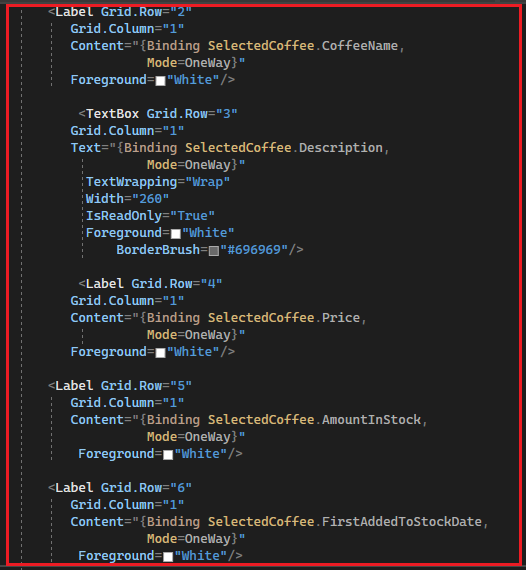 <Label Grid.Row="2"
Grid.Column="1"
Content="{Binding SelectedCoffee.CoffeeName,
Mode=OneWay}"
Foreground="White"/>
<TextBox Grid.Row="3"
Grid.Column="1"
Text="{Binding SelectedCoffee.Description,
Mode=OneWay}"
TextWrapping="Wrap"
Width="260"
IsReadOnly="True"
Foreground="White"
BorderBrush="#696969"/>
<Label Grid.Row="4"
Grid.Column="1"
Content="{Binding SelectedCoffee.Price,
Mode=OneWay}"
Foreground="White"/>
<Label Grid.Row="5"
Grid.Column="1"
Content="{Binding SelectedCoffee.AmountInStock,
Mode=OneWay}"
Foreground="White"/>
<Label Grid.Row="6"
Grid.Column="1"
Content="{Binding SelectedCoffee.FirstAddedToStockDate,
Mode=OneWay}"
Foreground="White"/>